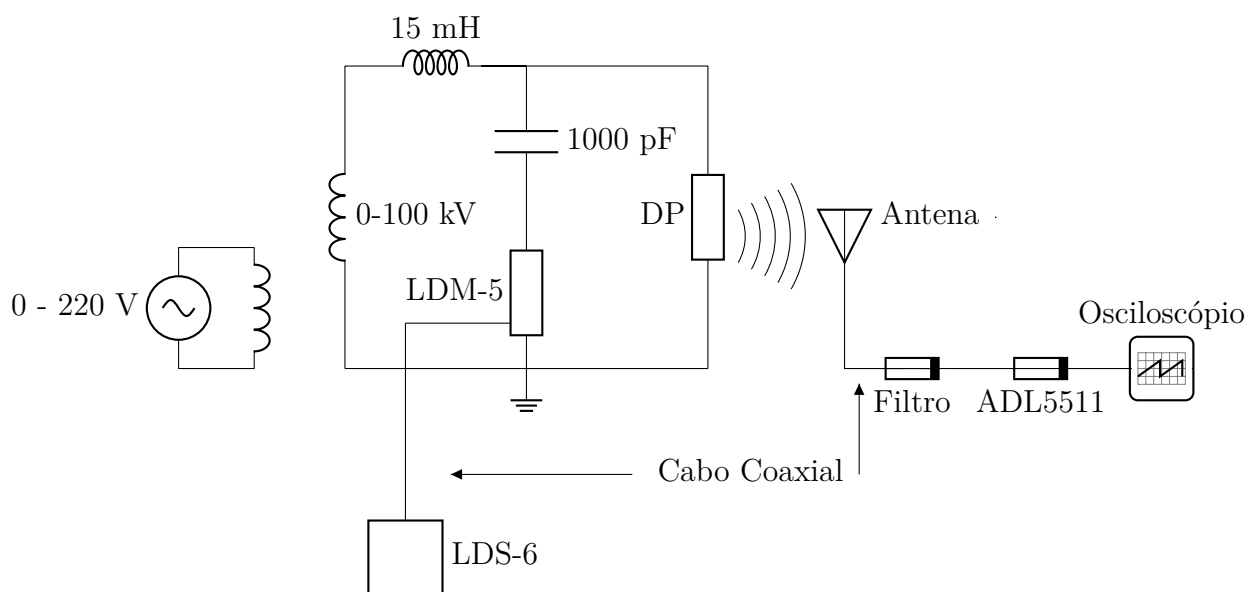 15 mH
1000 pF
0-100 kV
DP
Antena
LDM-5
0 - 220 V
Osciloscópio
Filtro
ADL5511
Cabo Coaxial
LDS-6